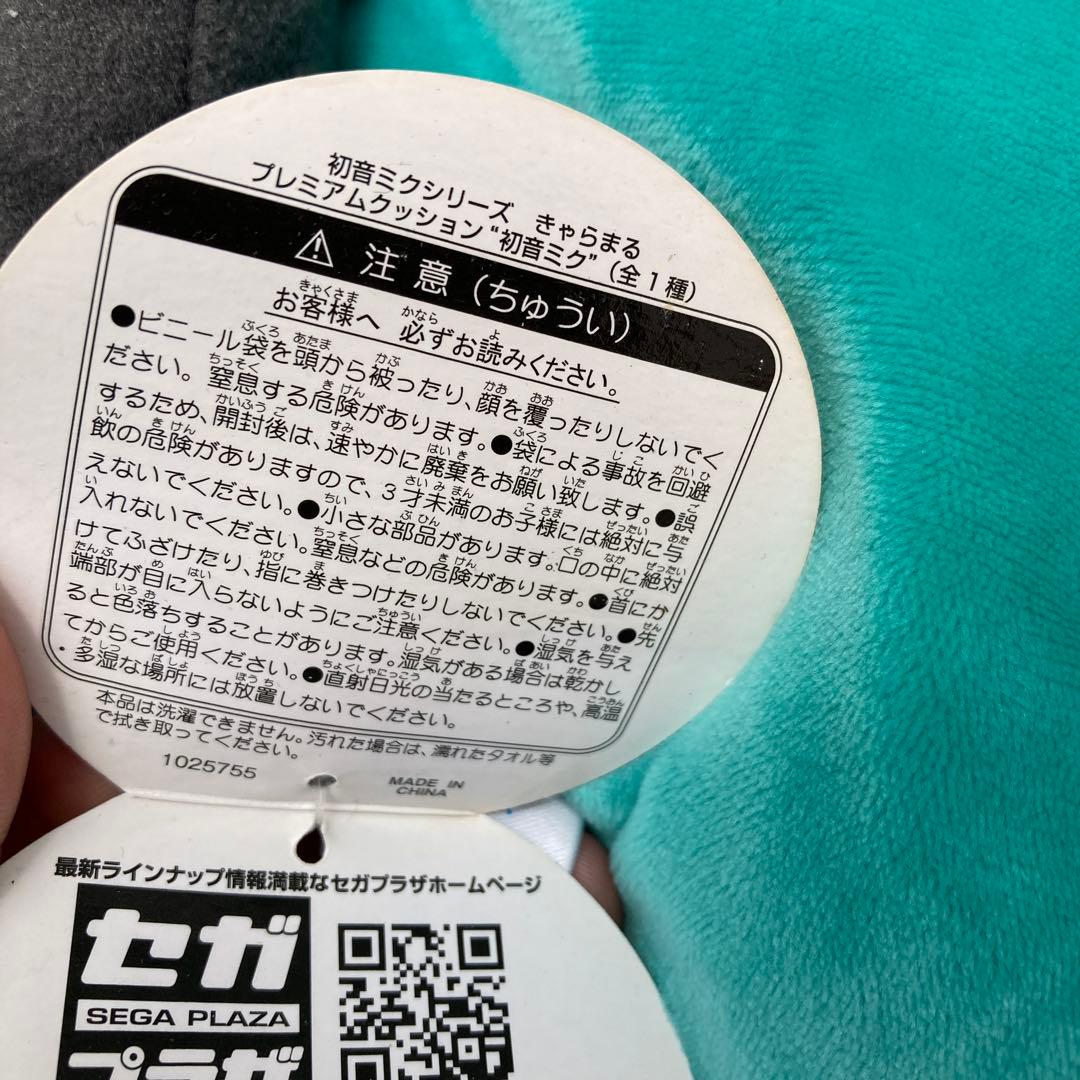 初音ミクシリーズ きゃらまる
プレミアムクッション“初音ミク”(全1種)
⚠ 注意(ちゅうい)
お客様へ 必ずお読みください。
●ビニール袋を頭から被ったり、顔を覆ったりしないでく
ださい。窒息する危険があります。●袋による事故を回避
するため、開封後は、速やかに廃棄をお願い致します。●誤
飲の危険がありますので、3才未満のお子様には絶対に与
えないでください。●小さな部品があります。口の中に絶対
入れないでください。窒息などの危険があります。●首にか
けてふざけたり、指に巻きつけたりしないでください。●先
端部が目に入らないようにご注意ください。●湿気を与え
ると色落ちすることがあります。湿気がある場合は乾かし
てからご使用ください。●直射日光の当たるところや、高温
・多湿な場所には放置しないでください。
本品は洗濯できません。汚れた場合は、濡れたタオル等
で拭き取ってください。
1025755
MADE IN
CHINA
最新ラインナップ情報満載なセガプラザホームページ
セガ
SEGA PLAZA
プラザ